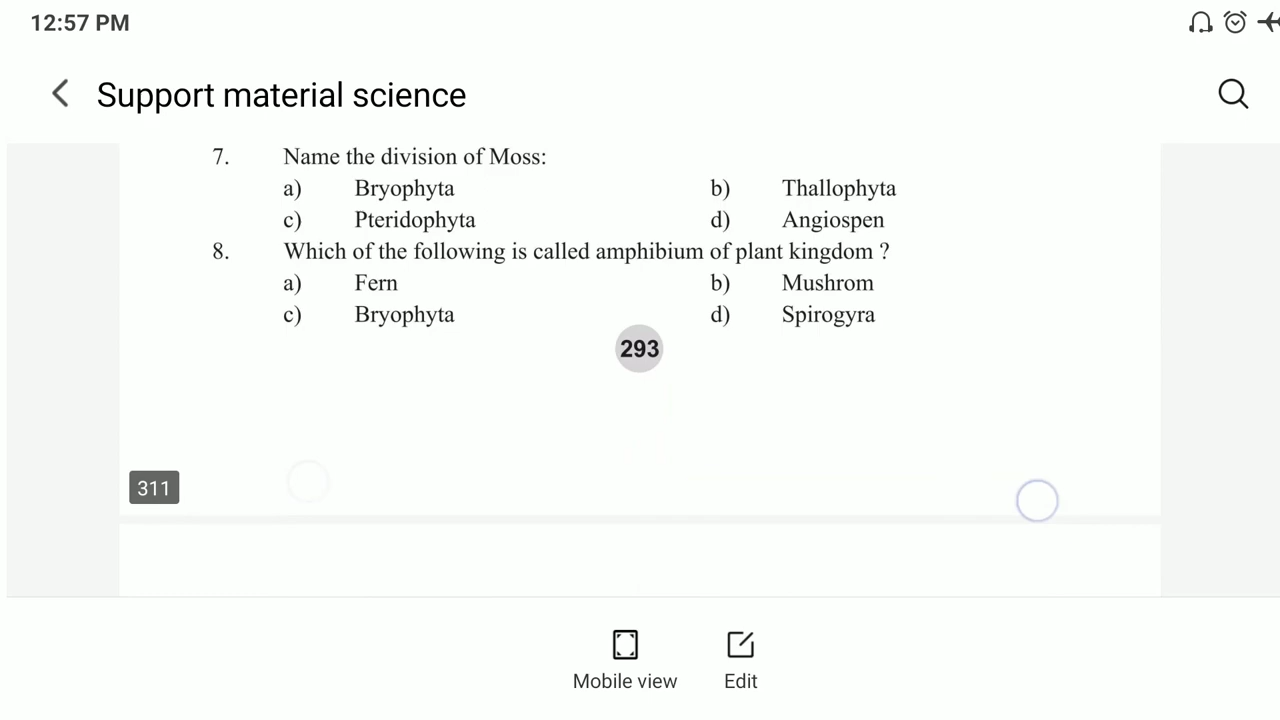 12:57 PM
Support material science
7. Name the division of Moss:
a) Bryophyta b) Thallophyta
c) Pteridophyta d) Angiospen
8. Which of the following is called amphibium of plant kingdom ?
a) Fern b) Mushrom
c) Bryophyta d) Spirogyra
293
311
Mobile view Edit